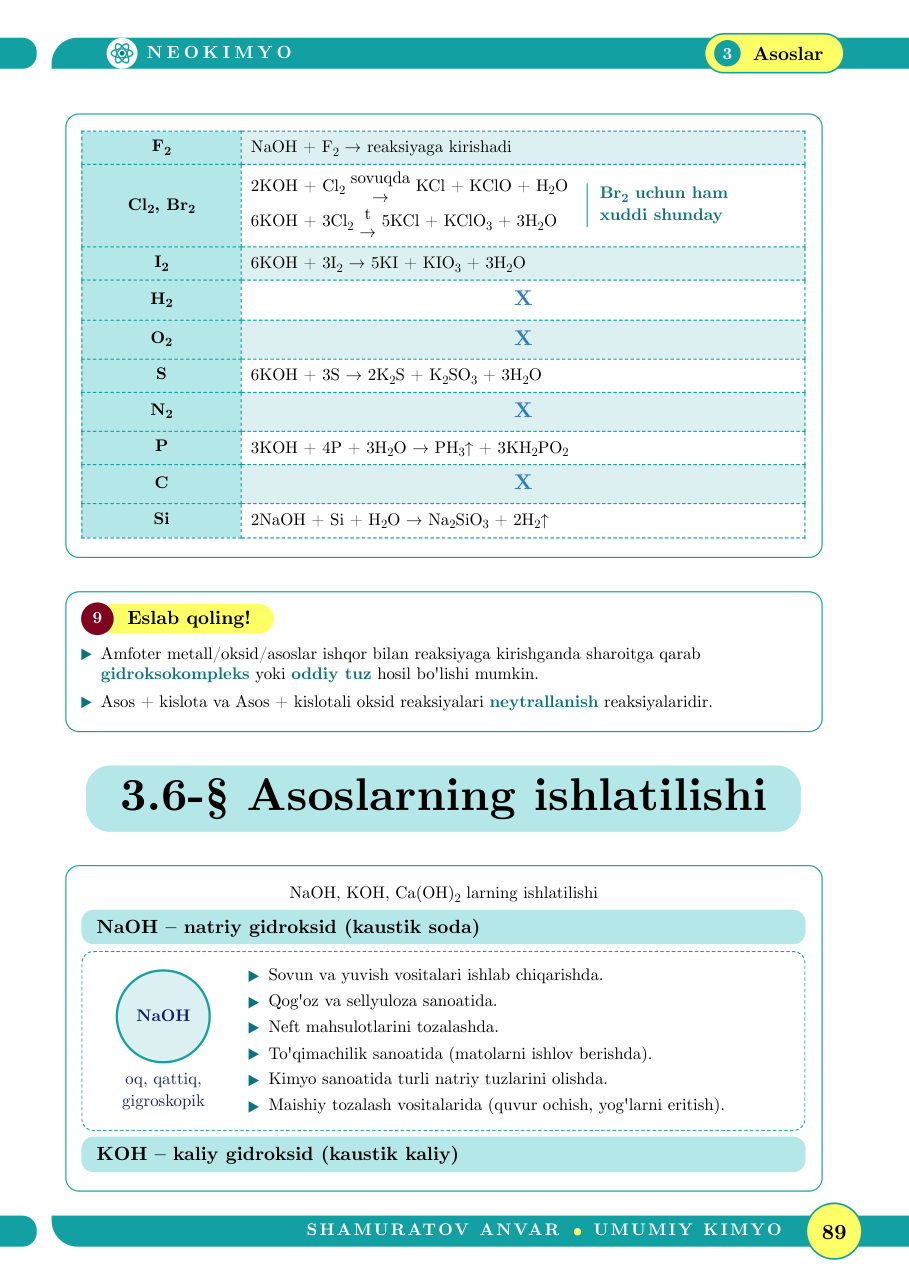 NEOKIMYO
3 Asoslar
F₂ NaOH + F₂ → reaksiyaga kirishadi
Cl₂, Br₂
2KOH + Cl₂ sovuqda → KCl + KClO + H₂O
6KOH + 3Cl₂ t → 5KCl + KClO₃ + 3H₂O
Br₂ uchun ham
xuddi shunday
I₂ 6KOH + 3I₂ → 5KI + KIO₃ + 3H₂O
H₂ X
O₂ X
S 6KOH + 3S → 2K₂S + K₂SO₃ + 3H₂O
N₂ X
P 3KOH + 4P + 3H₂O → PH₃↑ + 3KH₂PO₂
C X
Si 2NaOH + Si + H₂O → Na₂SiO₃ + 2H₂↑
9 Eslab qoling!
▶ Amfoter metall/oksid/asoslar ishqor bilan reaksiyaga kirishganda sharoitga qarab
gidroksokompleks yoki oddiy tuz hosil bo'lishi mumkin.
▶ Asos + kislota va Asos + kislotali oksid reaksiyalari neytrallanish reaksiyalaridir.
3.6-§ Asoslarning ishlatilishi
NaOH, KOH, Ca(OH)₂ larning ishlatilishi
NaOH – natriy gidroksid (kaustik soda)
NaOH
oq, qattiq,
gigroskopik
▶ Sovun va yuvish vositalari ishlab chiqarishda.
▶ Qog'oz va sellyuloza sanoatida.
▶ Neft mahsulotlarini tozalashda.
▶ To'qimachilik sanoatida (matolarni ishlov berishda).
▶ Kimyo sanoatida turli natriy tuzlarini olishda.
▶ Maishiy tozalash vositalarida (quvur ochish, yog'larni eritish).
KOH – kaliy gidroksid (kaustik kaliy)
SHAMURATOV ANVAR • UMUMIY KIMYO 89